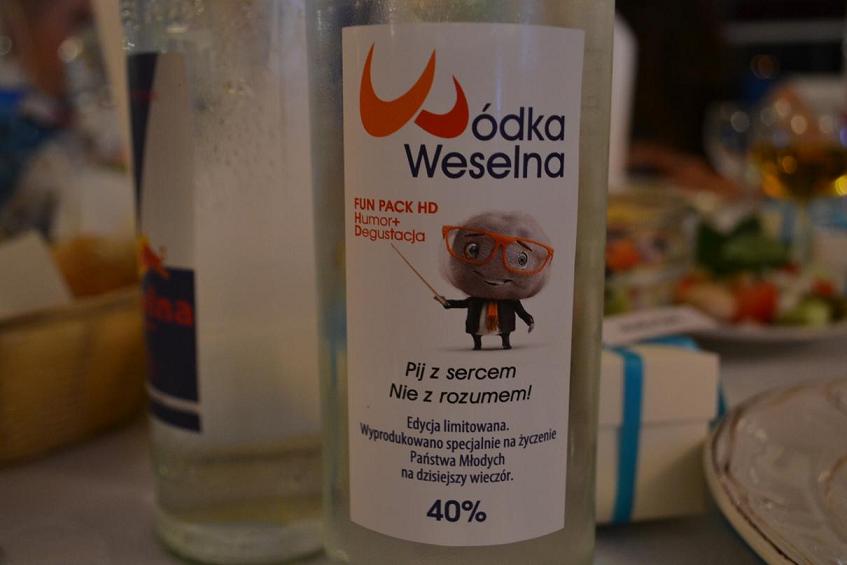 Wódka
Weselna
FUN PACK HD
Humor+
Degustacja
Pij z sercem
Nie z rozumem!
Edycja limitowana.
Wyprodukowano specjalnie na życzenie
Państwa Młodych
na dzisiejszy wieczór.
40%